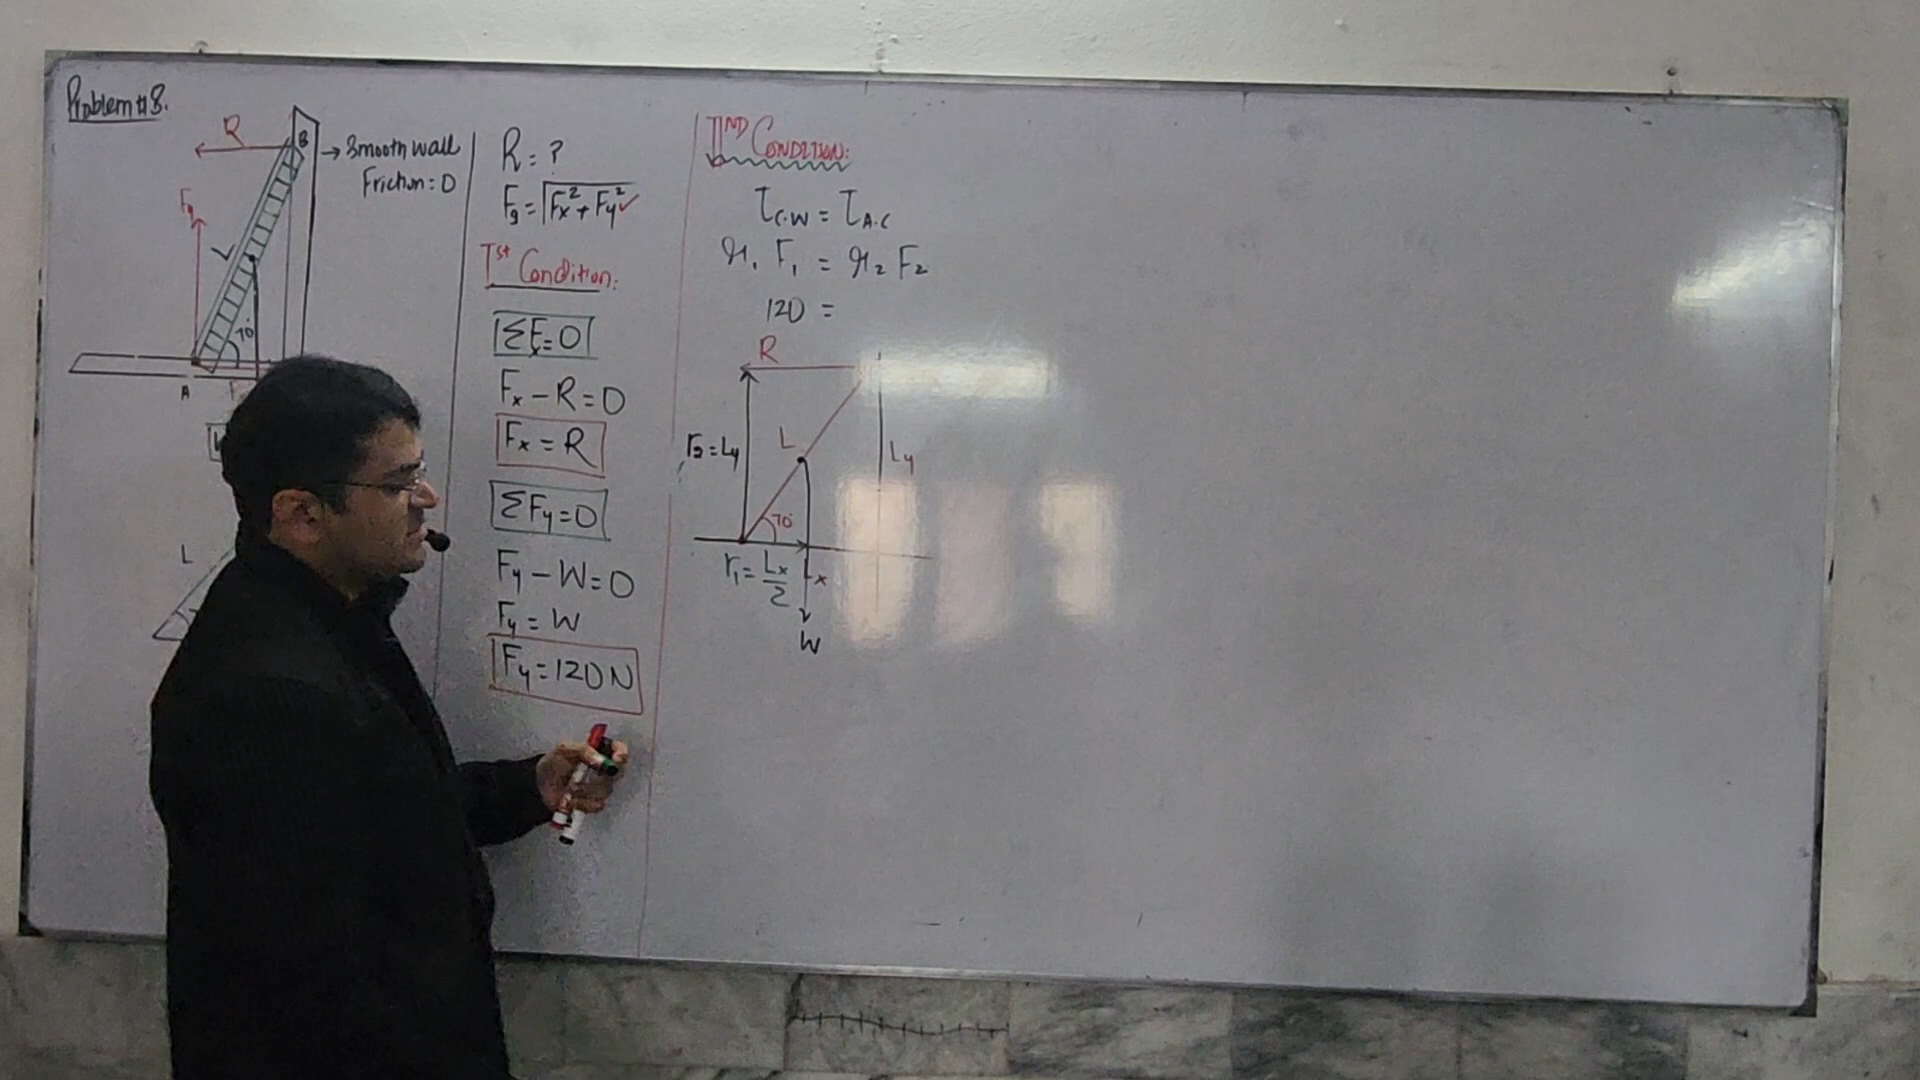 Problem #8.
R
B
→ Smooth wall
Friction = 0
Fg
L
70°
A
L
R = ?
Fg = √Fx² + Fy² ✓
Ist Condition:
ΣFx = 0
Fx – R = 0
Fx = R
ΣFy = 0
Fy – W = 0
Fy = W
Fy = 120N
IIND CONDITION:
τC.W = τA.C
r1 F1 = r2 F2
120 =
R
r2 = Ly
L
Ly
70°
r1 = Lx/2
Lx
W